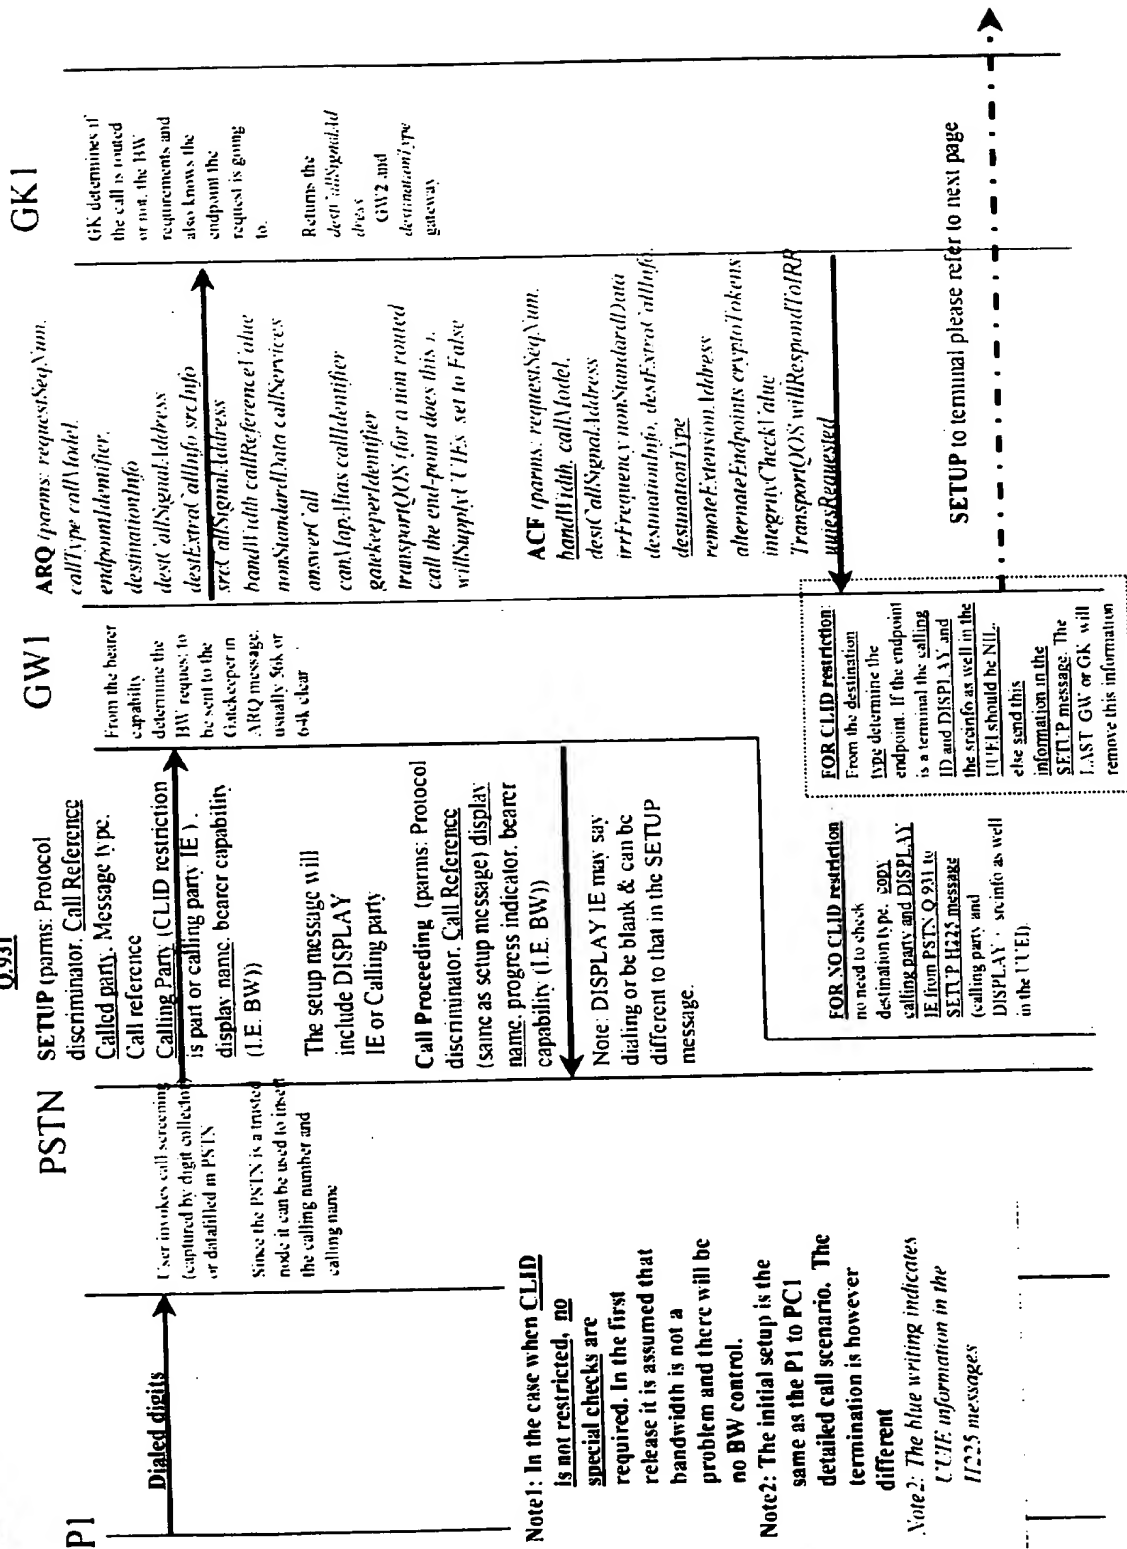 P1
PSTN
GW1
GK1
Q.931
Dialed digits
User invokes call screening
(captured by digit collector
or datafilled in PSTN
Since the PSTN is a trusted
node it can be used to insert
the calling number and
calling name
SETUP (parms: Protocol
discriminator, Call Reference
Called party, Message type.
Call reference
Calling Party (CLID restriction
is part or calling party IE ).
display name, bearer capability
(I.E. BW))
The setup message will
include DISPLAY
IE or Calling party
Call Proceeding (parms: Protocol
discriminator, Call Reference
(same as setup message) display
name, progress indicator, bearer
capability (I.E. BW))
Note: DISPLAY IE may say
dialing or be blank & can be
different to that in the SETUP
message
From the bearer
capability
determine the
BW request to
be sent to the
Gatekeeper in
ARQ message.
usually 56k or
64k clear
ARQ (parms: requestSeqNum.
callType callModel.
endpointIdentifier.
destinationInfo
destCallSignalAddress
destExtraCallInfo srcInfo
srcCallSignalAddress
bandWidth callReferenceValue
nonStandardData callServices
answerCall
canMapAlias callIdentifier
gatekeeperIdentifier
transportQOS (for a non routed
call the end-point does this ).
willSupplyUUIEs set to False
GK determines if
the call is routed
or not, the BW
requirements and
also knows the
endpoint the
request is going
to.
Returns the
destCallSignalAd
dress
GW2 and
destinationType
gateway
ACF (parms: requestSeqNum.
bandWidth, callModel.
destCallSignalAddress
irrFrequency nonStandardData
destinationInfo, destExtraCallInfo.
destinationType
remoteExtensionAddress
alternateEndpoints cryptoTokens
integrityCheckValue
TransportQOS willRespondToIRR
uuiesRequested
Note1: In the case when CLID
is not restricted, no
special checks are
required. In the first
release it is assumed that
bandwidth is not a
problem and there will be
no BW control.
Note2: The initial setup is the
same as the P1 to PC1
detailed call scenario. The
termination is however
different
Note2: The blue writing indicates
UUIE information in the
H225 messages
FOR NO CLID restriction
no need to check
destination type, copy
calling party and DISPLAY
IE from PSTN Q.931 to
SETUP H225 message
(calling party and
DISPLAY + srcinfo as well
in the UUEI).
FOR CLID restriction:
From the destination
type determine the
endpoint. If the endpoint
is a terminal the calling
ID and DISPLAY and
the srcinfo as well in the
UUEI should be NIL.
else send this
information in the
SETUP message. The
LAST GW or GK will
remove this information
SETUP to terminal please refer to next page